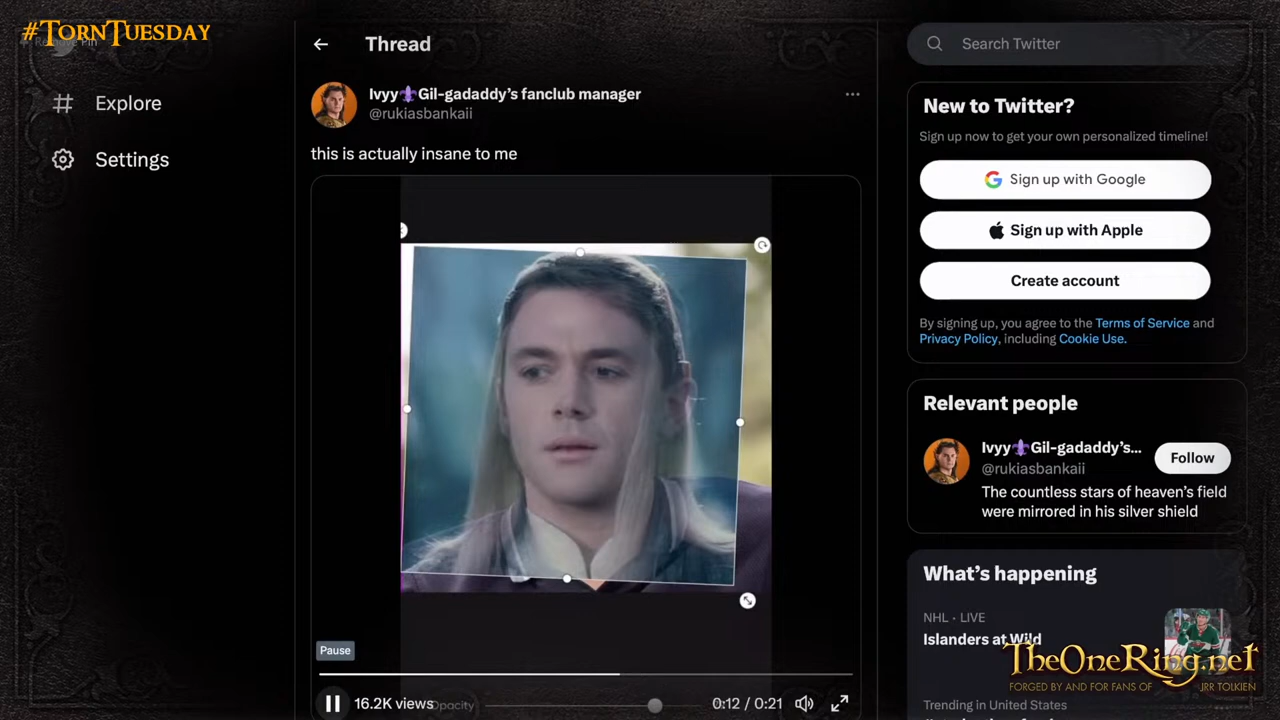 #TORNTUESDAY
Remove Pin
Explore
Settings
Thread
Ivyy⚜Gil-gadaddy's fanclub manager
@rukiasbankaii
this is actually insane to me
Pause
16.2K views
Opacity
0:12 / 0:21
Search Twitter
New to Twitter?
Sign up now to get your own personalized timeline!
Sign up with Google
Sign up with Apple
Create account
By signing up, you agree to the Terms of Service and
Privacy Policy, including Cookie Use.
Relevant people
Ivyy⚜Gil-gadaddy's...
@rukiasbankaii
Follow
The countless stars of heaven's field
were mirrored in his silver shield
What's happening
NHL · LIVE
Islanders at Wild
THEONERING.NET
FORGED BY AND FOR FANS OF JRR TOLKIEN
Trending in United States